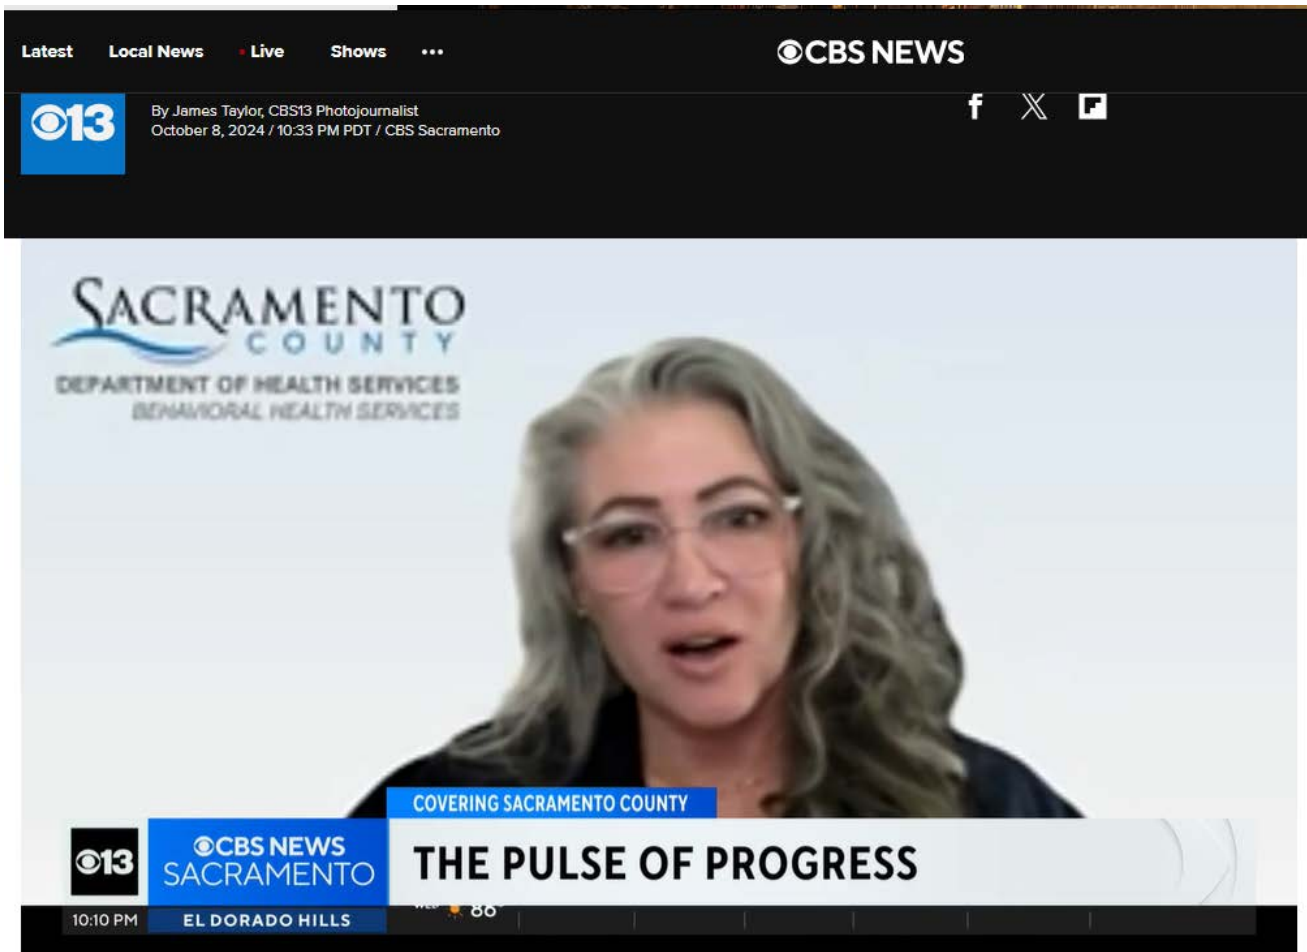 Latest Local News Live Shows ...
CBS NEWS
13
By James Taylor, CBS13 Photojournalist
October 8, 2024 / 10:33 PM PDT / CBS Sacramento
SACRAMENTO
COUNTY
DEPARTMENT OF HEALTH SERVICES
BEHAVIORAL HEALTH SERVICES
COVERING SACRAMENTO COUNTY
13
CBS NEWS
SACRAMENTO
THE PULSE OF PROGRESS
10:10 PM
EL DORADO HILLS
WED 86°